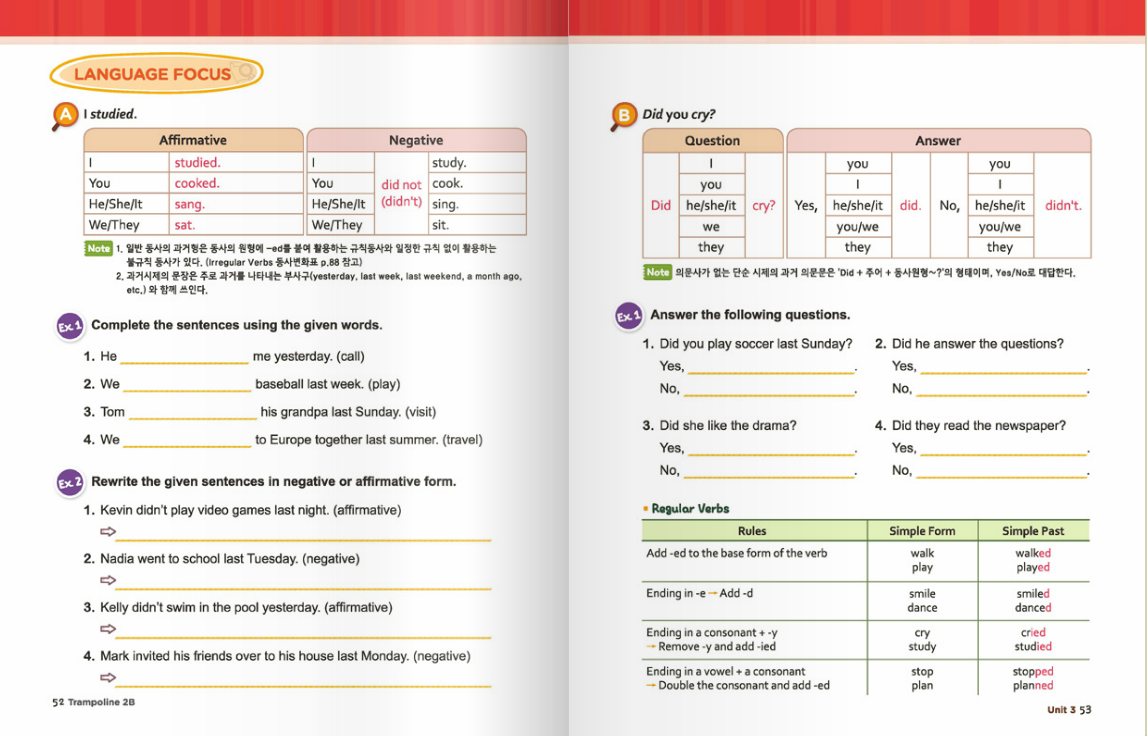 LANGUAGE FOCUS
A I studied.
Affirmative Negative
I studied. I study.
You cooked. You did not cook.
He/She/It sang. He/She/It (didn't) sing.
We/They sat. We/They sit.
Note 1. 일반 동사의 과거형은 동사의 원형에 –ed를 붙여 활용하는 규칙동사와 일정한 규칙 없이 활용하는
불규칙 동사가 있다. (Irregular Verbs 동사변화표 p.88 참고)
2. 과거시제의 문장은 주로 과거를 나타내는 부사구(yesterday, last week, last weekend, a month ago,
etc.) 와 함께 쓰인다.
Ex.1 Complete the sentences using the given words.
1. He me yesterday. (call)
2. We baseball last week. (play)
3. Tom his grandpa last Sunday. (visit)
4. We to Europe together last summer. (travel)
Ex.2 Rewrite the given sentences in negative or affirmative form.
1. Kevin didn't play video games last night. (affirmative)
⇨
2. Nadia went to school last Tuesday. (negative)
⇨
3. Kelly didn't swim in the pool yesterday. (affirmative)
⇨
4. Mark invited his friends over to his house last Monday. (negative)
⇨
52 Trampoline 2B
B Did you cry?
Question Answer
I you you
you I I
Did he/she/it cry? Yes, he/she/it did. No, he/she/it didn't.
we you/we you/we
they they they
Note 의문사가 없는 단순 시제의 과거 의문문은 'Did + 주어 + 동사원형~?'의 형태이며, Yes/No로 대답한다.
Ex.1 Answer the following questions.
1. Did you play soccer last Sunday? 2. Did he answer the questions?
Yes, . Yes, .
No, . No, .
3. Did she like the drama? 4. Did they read the newspaper?
Yes, . Yes, .
No, . No, .
Regular Verbs
Rules Simple Form Simple Past
Add -ed to the base form of the verb walk walked
play played
Ending in -e → Add -d smile smiled
dance danced
Ending in a consonant + -y cry cried
→ Remove -y and add -ied study studied
Ending in a vowel + a consonant stop stopped
→ Double the consonant and add -ed plan planned
Unit 3 53